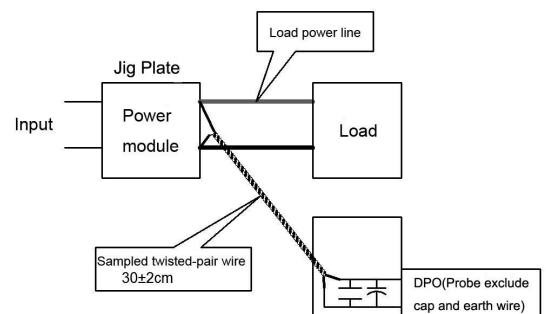 Load power line
Jig Plate
Input
Power
module
Load
Sampled twisted-pair wire
30±2cm
DPO(Probe exclude
cap and earth wire)